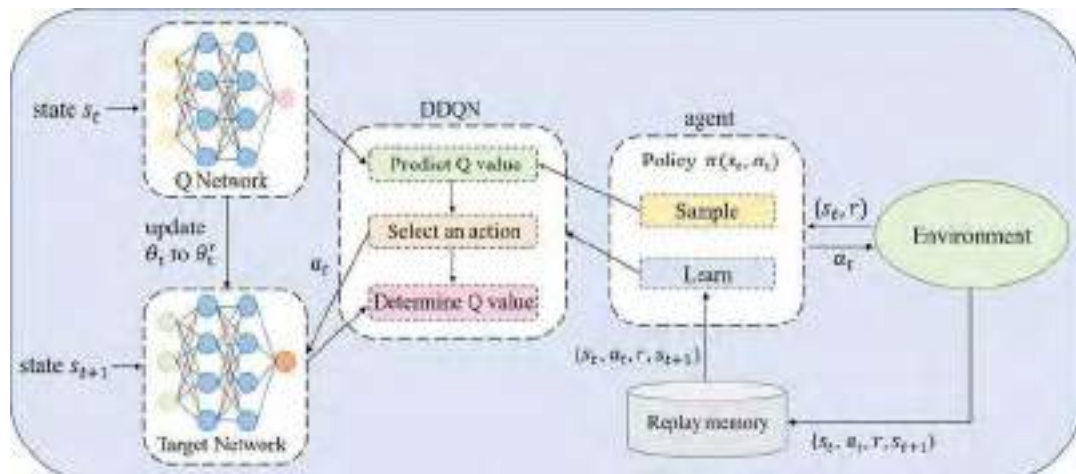 state s_t
Q Network
update
θ_t to θ_t'
state s_{t+1}
Target Network
DDQN
Predict Q value
Select an action
a_t
Determine Q value
agent
Policy π(s_t, a_t)
Sample
Learn
(s_t, r)
a_t
Environment
(s_t, a_t, r, s_{t+1})
Replay memory
(s_t, a_t, r, s_{t+1})